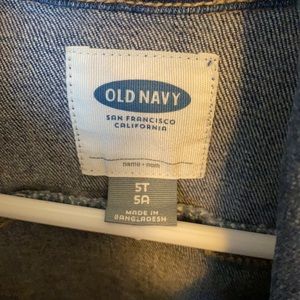 OLD NAVY
SAN FRANCISCO
CALIFORNIA
name • nom
5T
5A
MADE IN
BANGLADESH